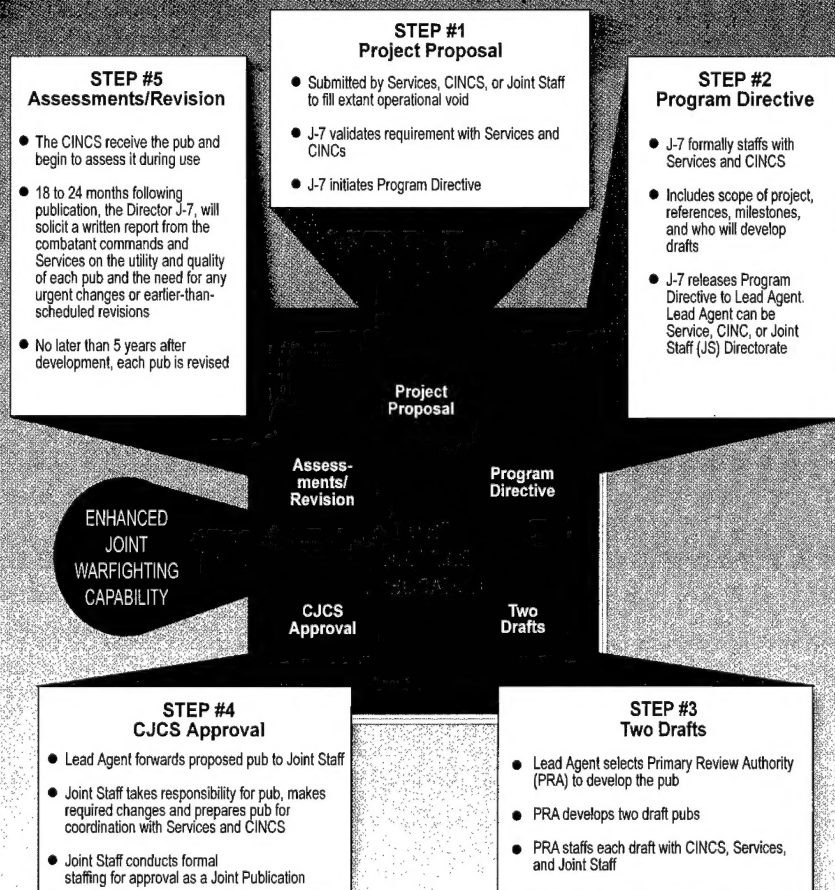 STEP #1
Project Proposal
● Submitted by Services, CINCS, or Joint Staff
to fill extant operational void
● J-7 validates requirement with Services and
CINCs
● J-7 initiates Program Directive
STEP #2
Program Directive
● J-7 formally staffs with
Services and CINCS
● Includes scope of project,
references, milestones,
and who will develop
drafts
● J-7 releases Program
Directive to Lead Agent.
Lead Agent can be
Service, CINC, or Joint
Staff (JS) Directorate
STEP #5
Assessments/Revision
● The CINCS receive the pub and
begin to assess it during use
● 18 to 24 months following
publication, the Director J-7, will
solicit a written report from the
combatant commands and
Services on the utility and quality
of each pub and the need for any
urgent changes or earlier-than-
scheduled revisions
● No later than 5 years after
development, each pub is revised
Project
Proposal
Assess-
ments/
Revision
Program
Directive
ENHANCED
JOINT
WARFIGHTING
CAPABILITY
CJCS
Approval
Two
Drafts
STEP #4
CJCS Approval
● Lead Agent forwards proposed pub to Joint Staff
● Joint Staff takes responsibility for pub, makes
required changes and prepares pub for
coordination with Services and CINCS
● Joint Staff conducts formal
staffing for approval as a Joint Publication
STEP #3
Two Drafts
● Lead Agent selects Primary Review Authority
(PRA) to develop the pub
● PRA develops two draft pubs
● PRA staffs each draft with CINCS, Services,
and Joint Staff